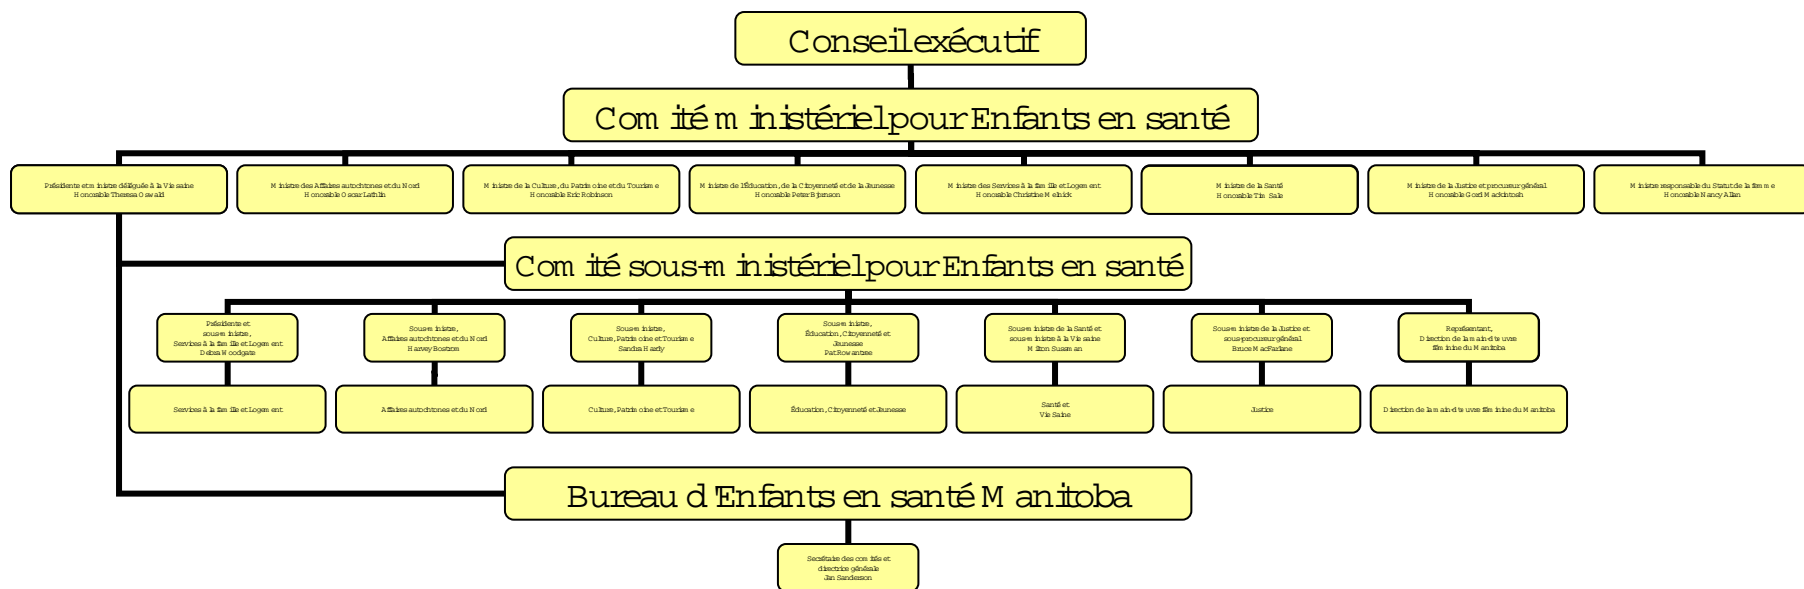 Conseil exécutif
Comité ministériel pour Enfants en santé
Présidente et ministre déléguée à la Vie saine
Honorable Theresa Oswald
Ministre des Affaires autochtones et du Nord
Honorable Oscar Lathlin
Ministre de la Culture, du Patrimoine et du Tourisme
Honorable Eric Robinson
Ministre de l'Éducation, de la Citoyenneté et de la Jeunesse
Honorable Peter Bjornson
Ministre des Services à la famille et Logement
Honorable Christine Melnick
Ministre de la Santé
Honorable Tim Sale
Ministre de la Justice et procureur général
Honorable Gord Mackintosh
Ministre responsable du Statut de la femme
Honorable Nancy Allan
Comité sous-ministériel pour Enfants en santé
Présidente et
sous-ministre,
Services à la famille et Logement
Debra Woodgate
Sous-ministre,
Affaires autochtones et du Nord
Harvey Bostrom
Sous-ministre,
Culture, Patrimoine et Tourisme
Sandra Hardy
Sous-ministre,
Éducation, Citoyenneté et
Jeunesse
Pat Rowantree
Sous-ministre de la Santé et
sous-ministre à la Vie saine
Milton Sussman
Sous-ministre de la Justice et
sous-procureur général
Bruce MacFarlane
Représentant,
Direction de la main-d'œuvre
féminine du Manitoba
Services à la famille et Logement
Affaires autochtones et du Nord
Culture, Patrimoine et Tourisme
Éducation, Citoyenneté et Jeunesse
Santé et
Vie Saine
Justice
Direction de la main-d'œuvre féminine du Manitoba
Bureau d'Enfants en santé Manitoba
Secrétaire des comités et
directrice générale
Jan Sanderson